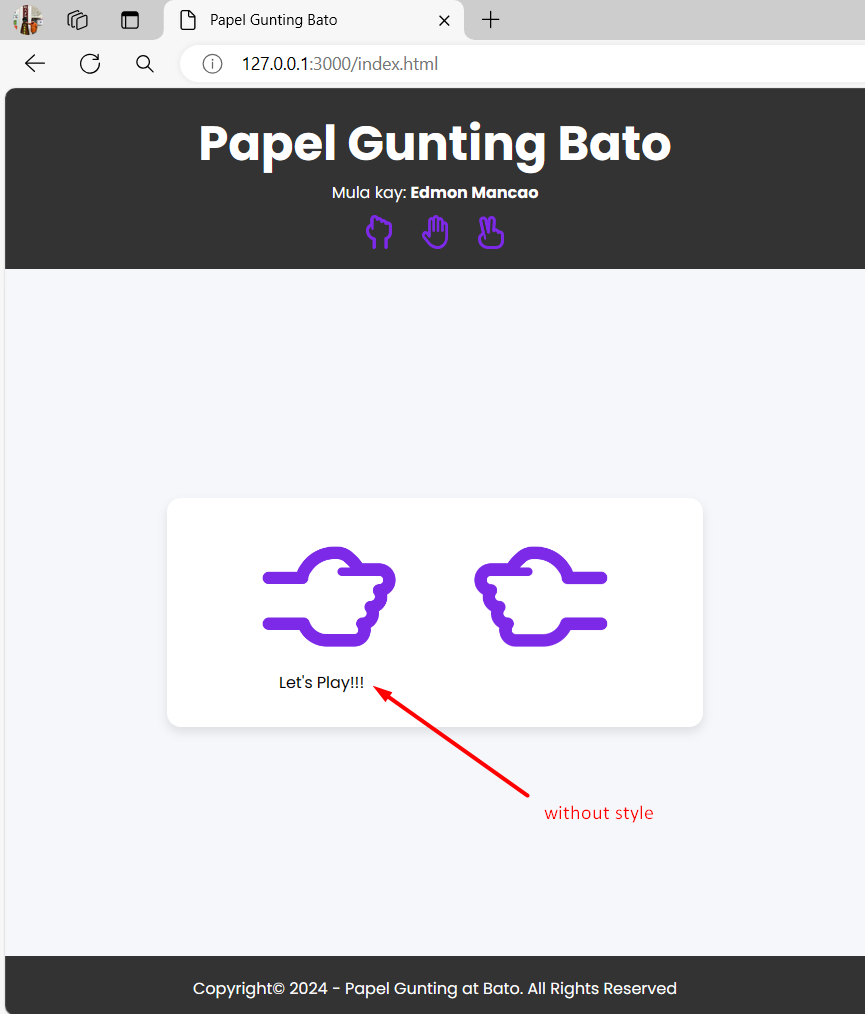 Papel Gunting Bato
127.0.0.1:3000/index.html
Papel Gunting Bato
Mula kay: Edmon Mancao
Let's Play!!!
without style
Copyright© 2024 - Papel Gunting at Bato. All Rights Reserved